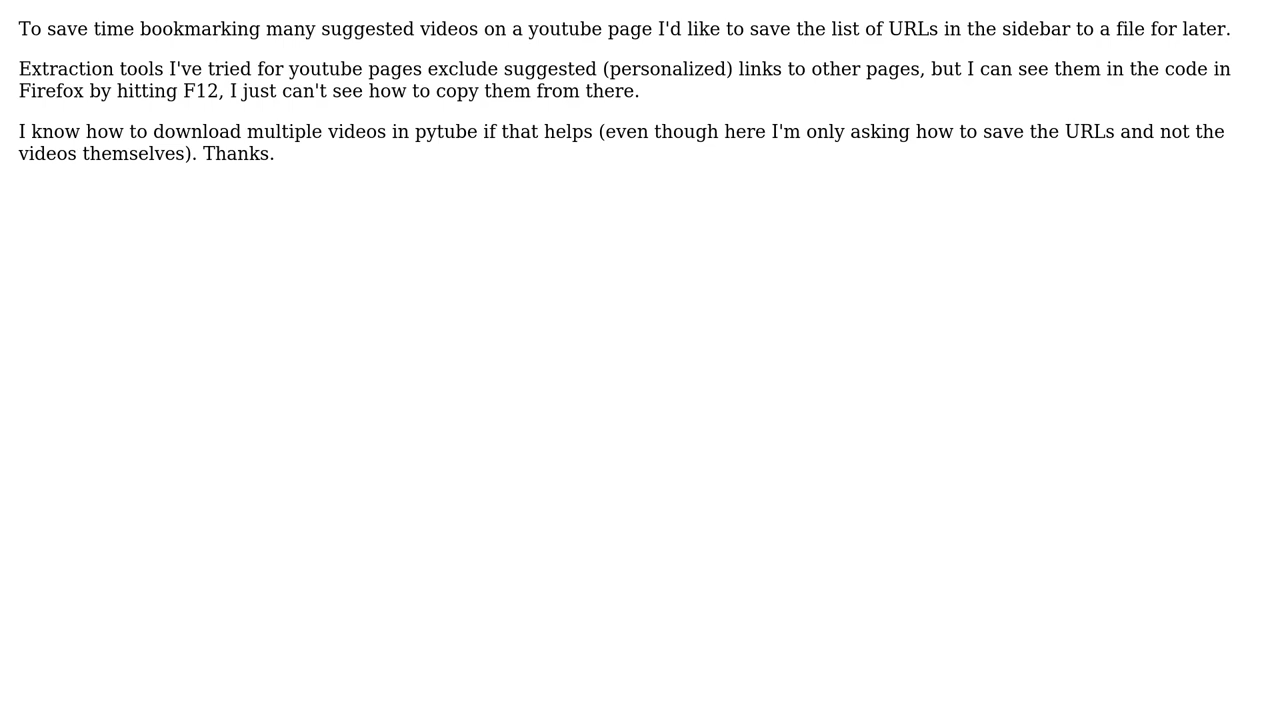 To save time bookmarking many suggested videos on a youtube page I'd like to save the list of URLs in the sidebar to a file for later.
Extraction tools I've tried for youtube pages exclude suggested (personalized) links to other pages, but I can see them in the code in
Firefox by hitting F12, I just can't see how to copy them from there.
I know how to download multiple videos in pytube if that helps (even though here I'm only asking how to save the URLs and not the
videos themselves). Thanks.